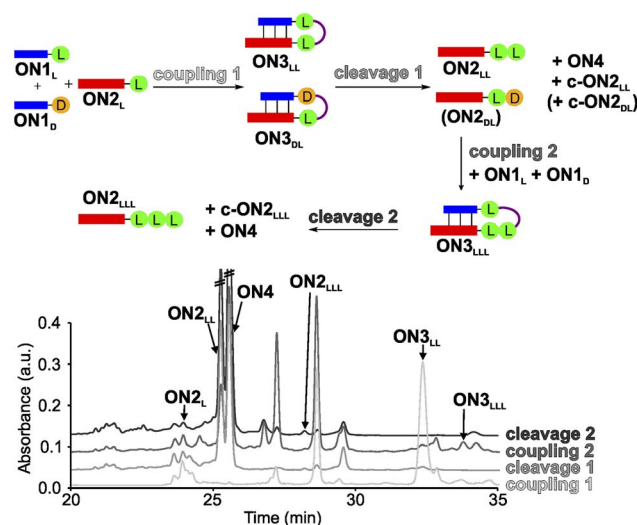 ON1L
L
+
ON1D
D
+ ON2L
L
coupling 1
L
L
ON3LL
D
L
ON3DL
cleavage 1
ON2LL
L L
L D
(ON2DL)
+ ON4
+ c-ON2LL
(+ c-ON2DL)
coupling 2
+ ON1L + ON1D
L
L L
ON3LLL
cleavage 2
ON2LLL
L L L
+ c-ON2LLL
+ ON4
Absorbance (a.u.)
0.4
0.3
0.2
0.1
0.0
20
25
30
35
Time (min)
ON2L
ON2LL
ON4
ON2LLL
ON3LL
ON3LLL
cleavage 2
coupling 2
cleavage 1
coupling 1